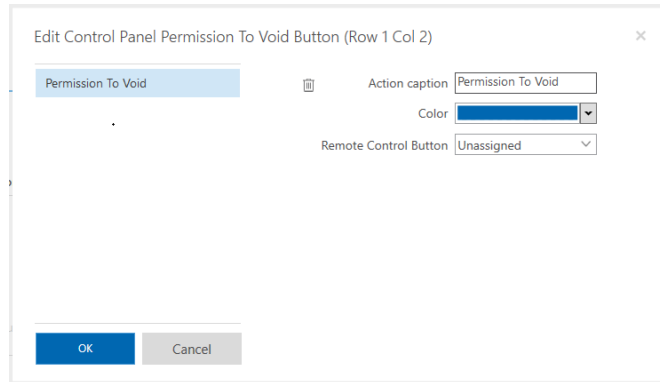 Edit Control Panel Permission To Void Button (Row 1 Col 2)
Permission To Void
Action caption Permission To Void
Color
Remote Control Button Unassigned
OK Cancel